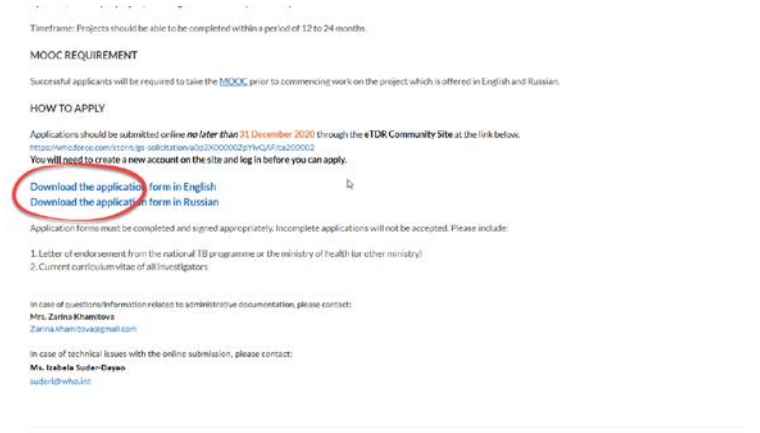 Timeframe: Projects should be able to be completed within a period of 12 to 24 months.
MOOC REQUIREMENT
Successful applicants will be required to take the MOOC prior to commencing work on the project which is offered in English and Russian.
HOW TO APPLY
Applications should be submitted online no later than 31 December 2020 through the eTDR Community Site at the link below.
You will need to create a new account on the site and log in before you can apply.
Download the application form in English
Download the application form in Russian
Application forms must be completed and signed appropriately. Incomplete applications will not be accepted. Please include:
1. Letter of endorsement from the national TB programme or the ministry of health (or other ministry)
2. Current curriculum vitae of all investigators
In case of questions/information related to administrative documentation, please contact:
Mrs. Zarina Khamitova
Zarina.khamitova@gmail.com
In case of technical issues with the online submission, please contact:
Ms. Izabela Suder-Dayao
suderi@who.int